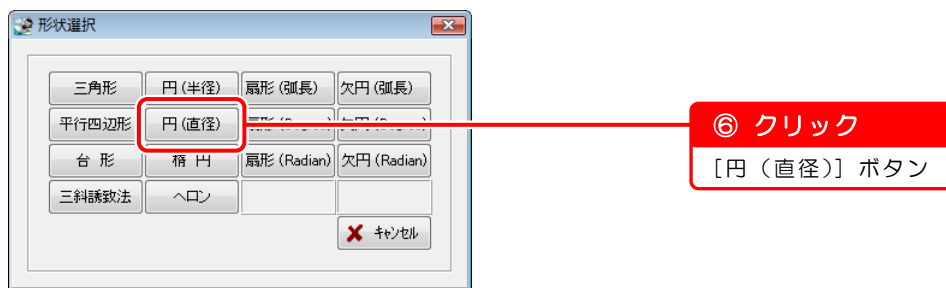 形状選択
三角形 円(半径) 扇形(弧長) 欠円(弧長)
平行四辺形 円(直径)
台 形 楕 円 扇形(Radian) 欠円(Radian)
三斜誘致法 ヘロン
キャンセル
⑥ クリック
[円（直径）] ボタン